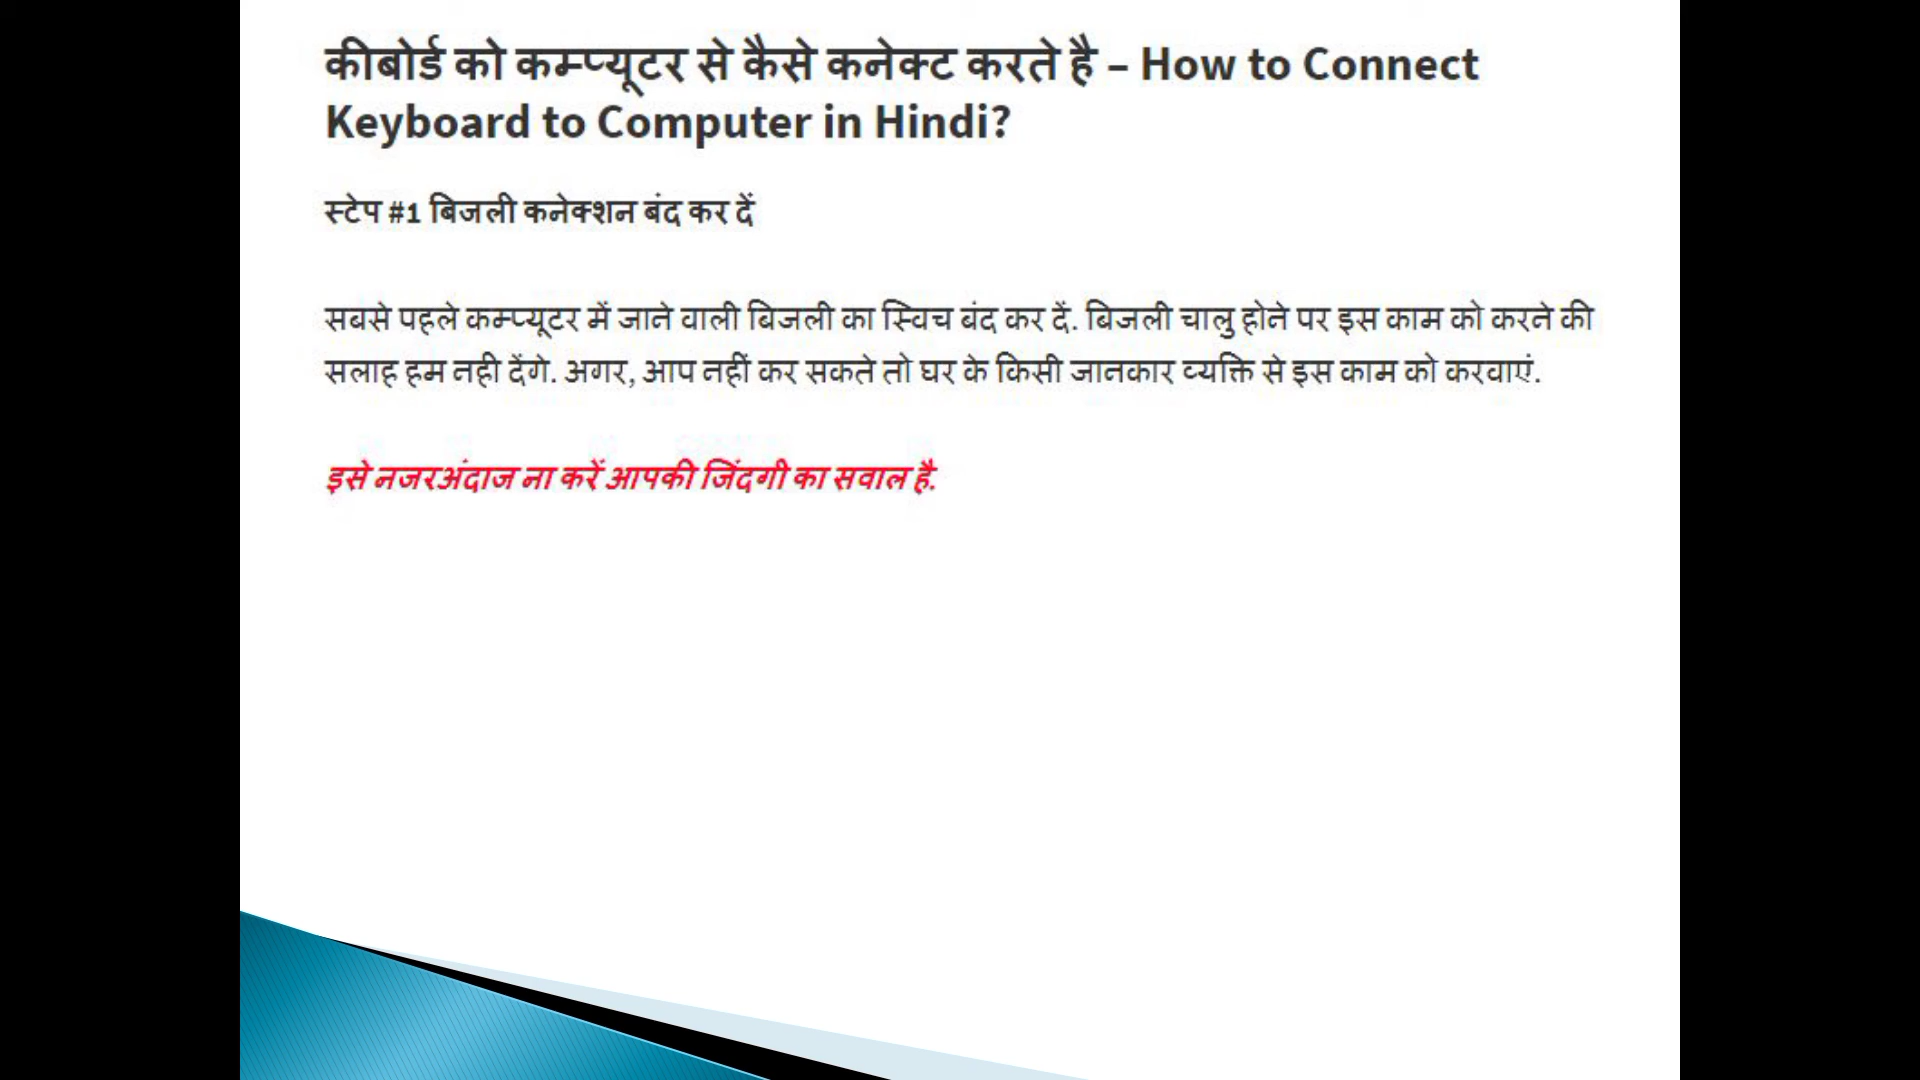 कीबोर्ड को कम्प्यूटर से कैसे कनेक्ट करते है – How to Connect
Keyboard to Computer in Hindi?
स्टेप #1 बिजली कनेक्शन बंद कर दें
सबसे पहले कम्प्यूटर में जाने वाली बिजली का स्विच बंद कर दें. बिजली चालु होने पर इस काम को करने की
सलाह हम नही देंगे. अगर, आप नहीं कर सकते तो घर के किसी जानकार व्यक्ति से इस काम को करवाएं.
इसे नजरअंदाज ना करें आपकी जिंदगी का सवाल है.